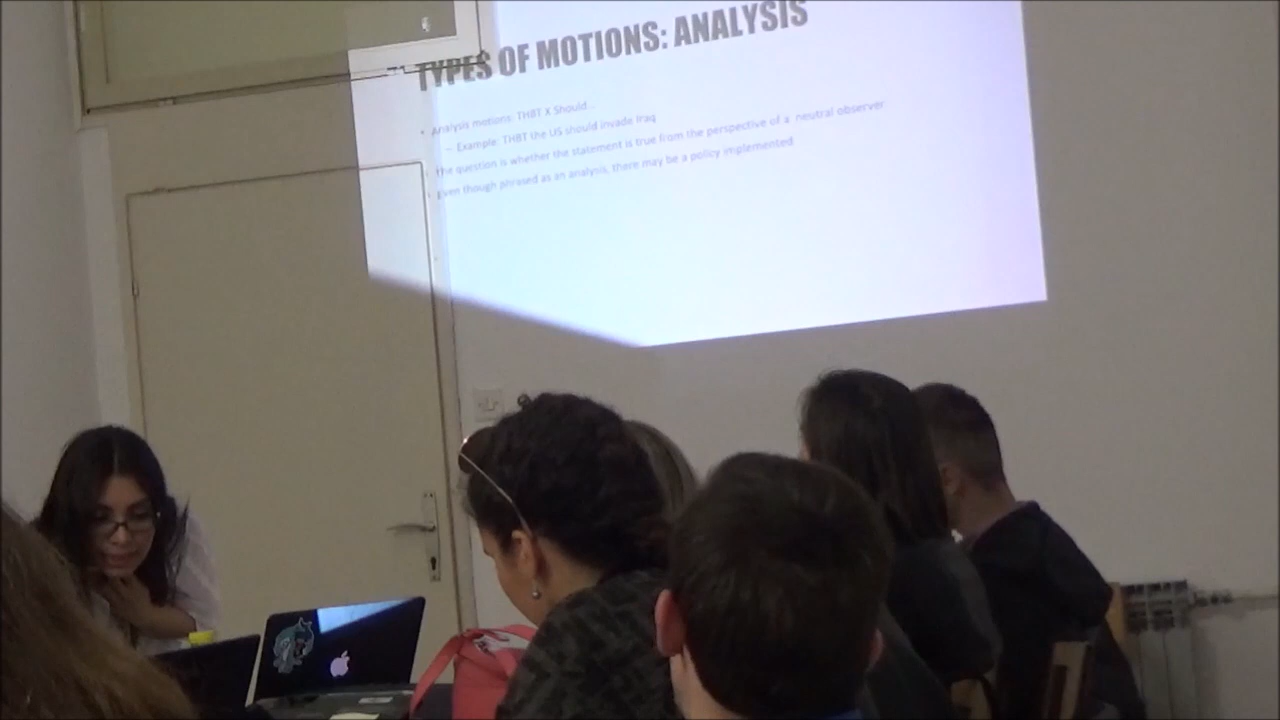 TYPES OF MOTIONS: ANALYSIS
• Analysis motions: THBT X Should...
– Example: THBT the US should invade Iraq
• The question is whether the statement is true from the perspective of a neutral observer
• Even though phrased as an analysis, there may be a policy implemented.